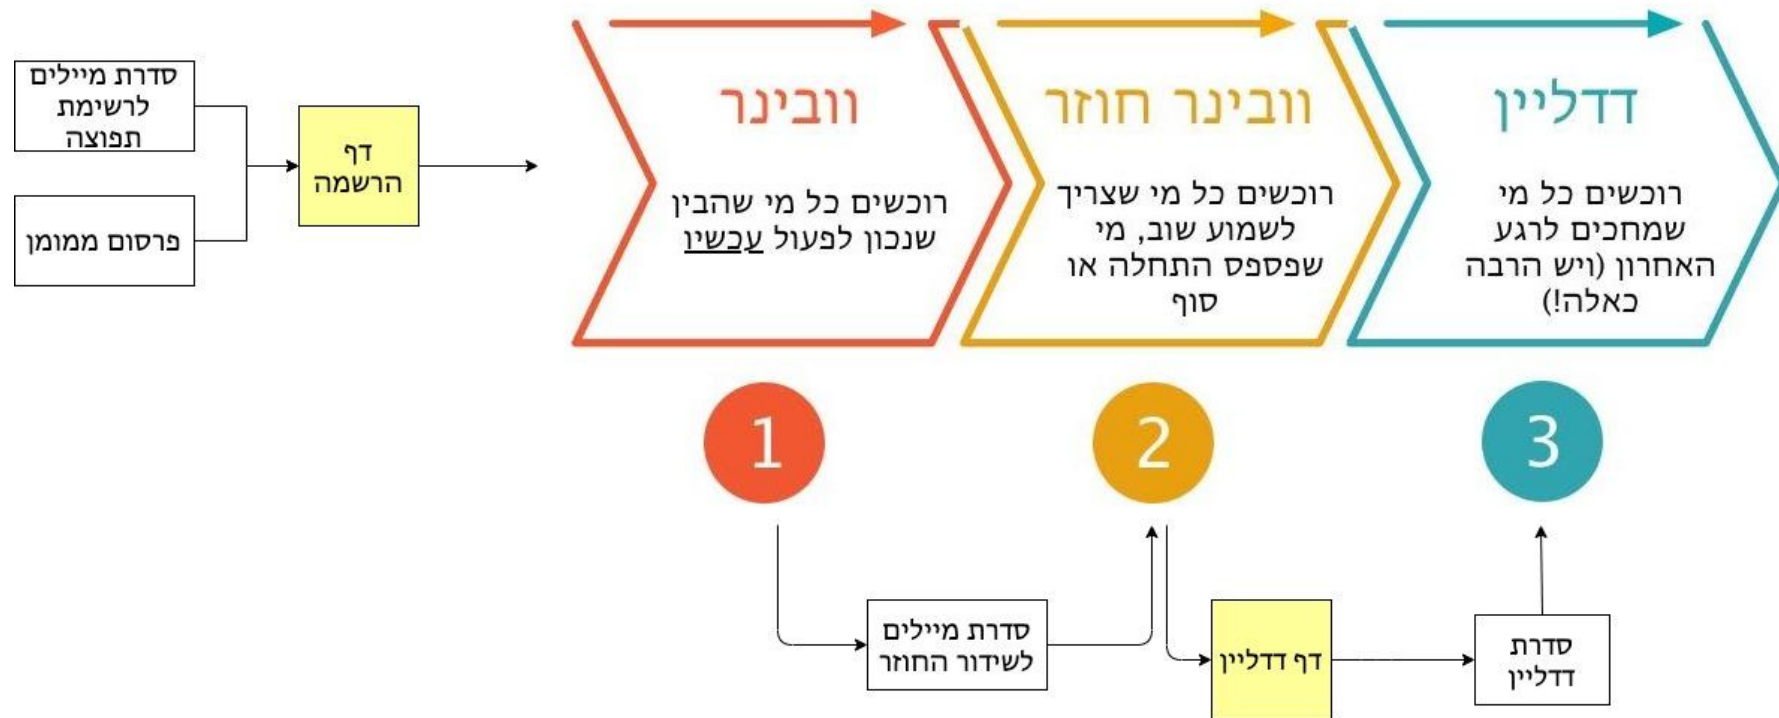 סדרת מיילים
לרשימת
תפוצה
פרסום ממומן
דף
הרשמה
וובינר
רוכשים כל מי שהבין
שנכון לפעול עכשיו
וובינר חוזר
רוכשים כל מי שצריך
לשמוע שוב, מי
שפספס התחלה או
סוף
דדליין
רוכשים כל מי
שמחכים לרגע
האחרון (ויש הרבה
כאלה!)
1
2
3
סדרת מיילים
לשידור החוזר
דף דדליין
סדרת
דדליין